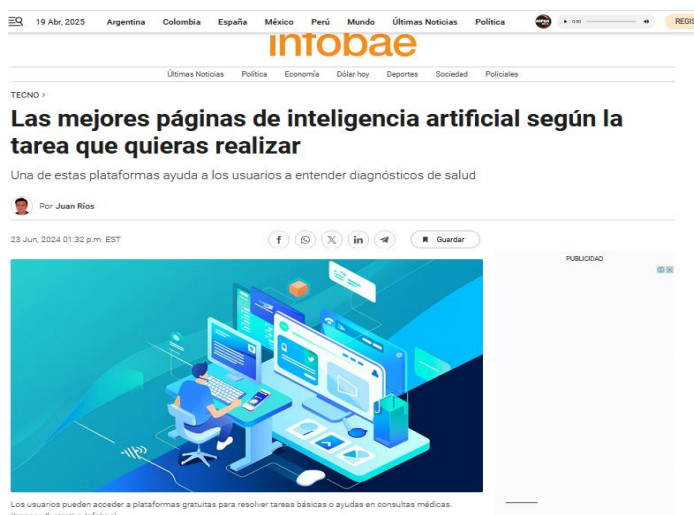 19 Abr, 2025 Argentina Colombia España México Perú Mundo Últimas Noticias Política 0:00 REGIS
infobae
Últimas Noticias Política Economía Dólar hoy Deportes Sociedad Policiales
TECNO >
Las mejores páginas de inteligencia artificial según la
tarea que quieras realizar
Una de estas plataformas ayuda a los usuarios a entender diagnósticos de salud
Por Juan Ríos
23 Jun, 2024 01:32 p.m. EST
Guardar
PUBLICIDAD
Los usuarios pueden acceder a plataformas gratuitas para resolver tareas básicas o ayudas en consultas médicas.